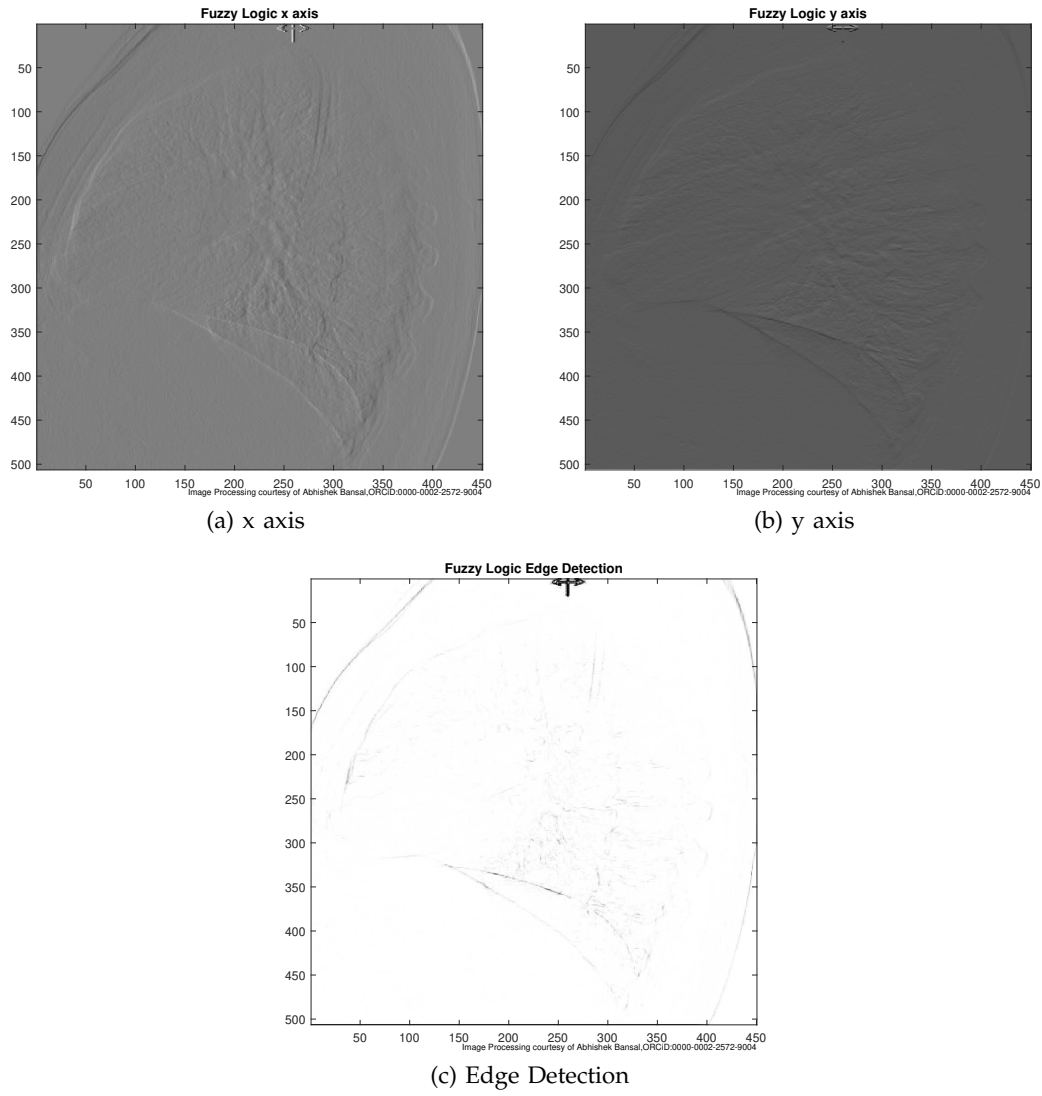 Fuzzy Logic x axis
50
100
150
200
250
300
350
400
450
500
50 100 150 200 250 300 350 400 450
Image Processing courtesy of Abhishek Bansal,ORCiD:0000-0002-2572-9004
(a) x axis
Fuzzy Logic y axis
50
100
150
200
250
300
350
400
450
500
50 100 150 200 250 300 350 400 450
Image Processing courtesy of Abhishek Bansal,ORCiD:0000-0002-2572-9004
(b) y axis
Fuzzy Logic Edge Detection
50
100
150
200
250
300
350
400
450
500
50 100 150 200 250 300 350 400 450
Image Processing courtesy of Abhishek Bansal,ORCiD:0000-0002-2572-9004
(c) Edge Detection